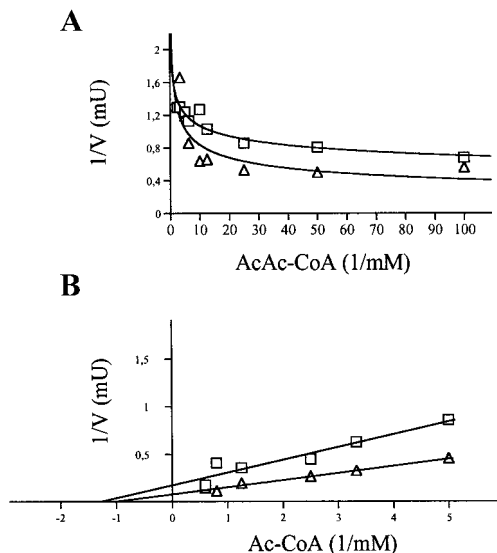 A
1/V (mU)
2
1,6
1,2
0,8
0,4
0
0 10 20 30 40 50 60 70 80 90 100
AcAc-CoA (1/mM)
B
1/V (mU)
1,5
1
0,5
-2 -1 0 1 2 3 4 5
Ac-CoA (1/mM)